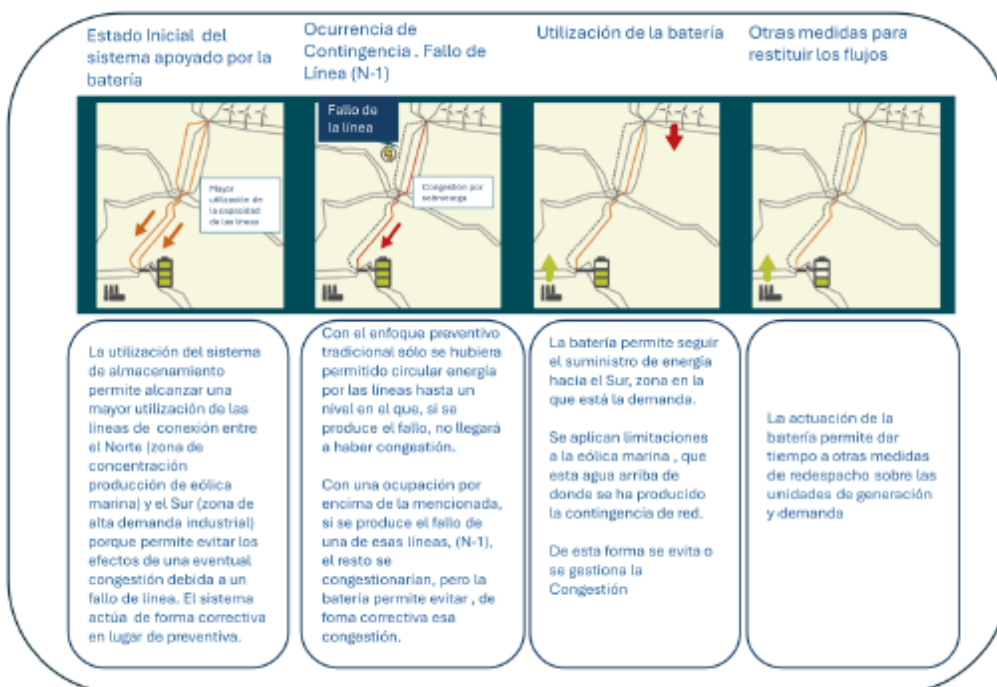 Estado Inicial del
sistema apoyado por la
batería
Ocurrencia de
Contingencia . Fallo de
Línea (N-1)
Utilización de la batería
Otras medidas para
restituir los flujos
Mayor
utilización de
la capacidad
de las líneas
Fallo de
la línea
Congestión por
sobrecarga
La utilización del sistema
de almacenamiento
permite alcanzar una
mayor utilización de las
líneas de conexión entre
el Norte (zona de
concentración
producción de eólica
marina) y el Sur (zona de
alta demanda industrial)
porque permite evitar los
efectos de una eventual
congestión debida a un
fallo de línea. El sistema
actúa de forma correctiva
en lugar de preventiva.
Con el enfoque preventivo
tradicional sólo se hubiera
permitido circular energía
por las líneas hasta un
nivel en el que, si se
produce el fallo, no llegará
a haber congestión.
Con una ocupación por
encima de la mencionada,
si se produce el fallo de
una de esas líneas, (N-1),
el resto se
congestionarían, pero la
batería permite evitar , de
foma correctiva esa
congestión.
La batería permite seguir
el suministro de energía
hacia el Sur, zona en la
que está la demanda.
Se aplican limitaciones
a la eólica marina , que
esta agua arriba de
donde se ha producido
la contingencia de red.
De esta forma se evita o
se gestiona la
Congestión
La actuación de la
batería permite dar
tiempo a otras medidas
de redespacho sobre las
unidades de generación
y demanda